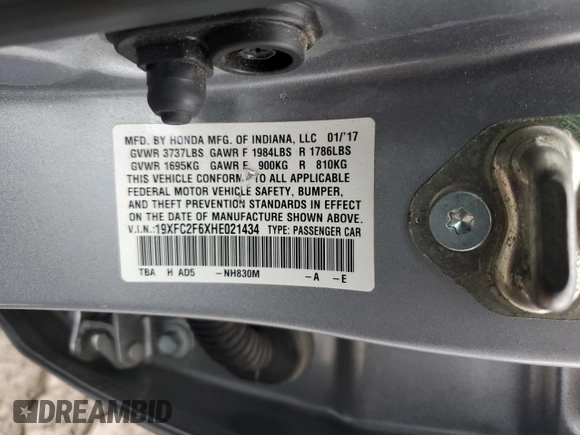 MFD. BY HONDA MFG. OF INDIANA, LLC 01/'17
GVWR 3737LBS GAWR F 1984LBS R 1786LBS
GVWR 1695KG GAWR F 900KG R 810KG
THIS VEHICLE CONFORMS TO ALL APPLICABLE
FEDERAL MOTOR VEHICLE SAFETY, BUMPER,
AND THEFT PREVENTION STANDARDS IN EFFECT
ON THE DATE OF MANUFACTURE SHOWN ABOVE.
V.I.N.:19XFC2F6XHE021434 TYPE: PASSENGER CAR
TBA H AD5 -NH830M -A -E
DREAMBID